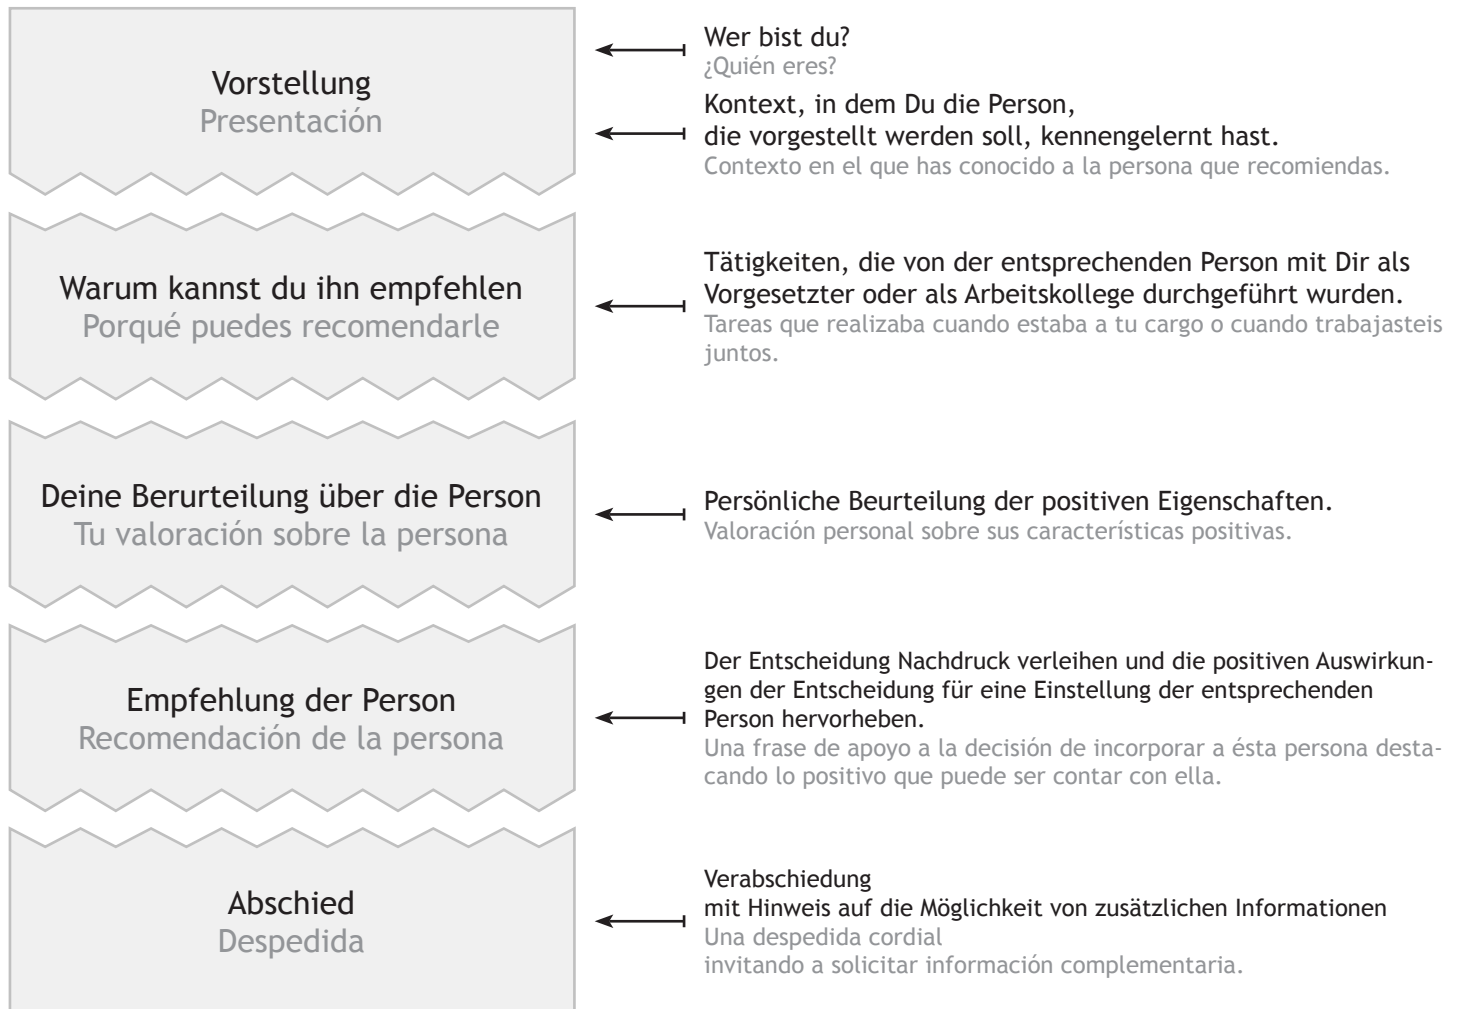 Vorstellung
Presentación
Wer bist du?
¿Quién eres?
Kontext, in dem Du die Person,
die vorgestellt werden soll, kennengelernt hast.
Contexto en el que has conocido a la persona que recomiendas.
Warum kannst du ihn empfehlen
Porqué puedes recomendarle
Tätigkeiten, die von der entsprechenden Person mit Dir als
Vorgesetzter oder als Arbeitskollege durchgeführt wurden.
Tareas que realizaba cuando estaba a tu cargo o cuando trabajasteis
juntos.
Deine Berurteilung über die Person
Tu valoración sobre la persona
Persönliche Beurteilung der positiven Eigenschaften.
Valoración personal sobre sus características positivas.
Empfehlung der Person
Recomendación de la persona
Der Entscheidung Nachdruck verleihen und die positiven Auswirkun-
gen der Entscheidung für eine Einstellung der entsprechenden
Person hervorheben.
Una frase de apoyo a la decisión de incorporar a ésta persona desta-
cando lo positivo que puede ser contar con ella.
Abschied
Despedida
Verabschiedung
mit Hinweis auf die Möglichkeit von zusätzlichen Informationen
Una despedida cordial
invitando a solicitar información complementaria.